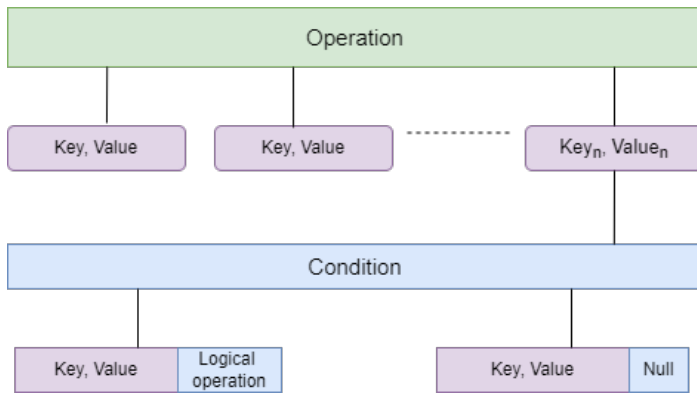 Operation
Key, Value
Key, Value
Keyₙ, Valueₙ
Condition
Key, Value
Logical
operation
Key, Value
Null